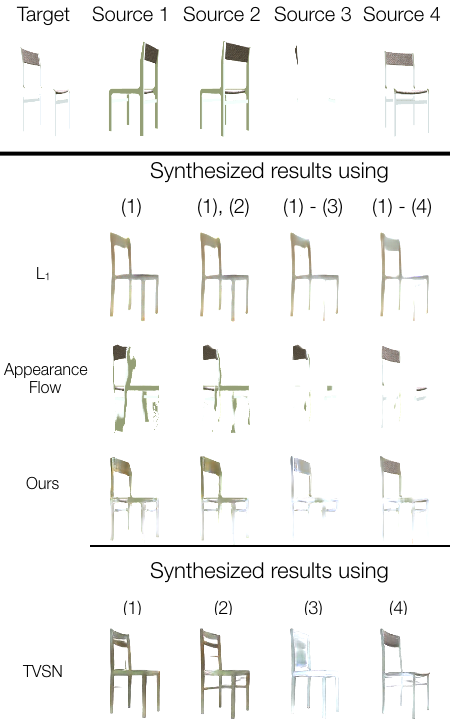 Target Source 1 Source 2 Source 3 Source 4
Synthesized results using
(1) (1), (2) (1) - (3) (1) - (4)
L₁
Appearance
Flow
Ours
Synthesized results using
(1) (2) (3) (4)
TVSN